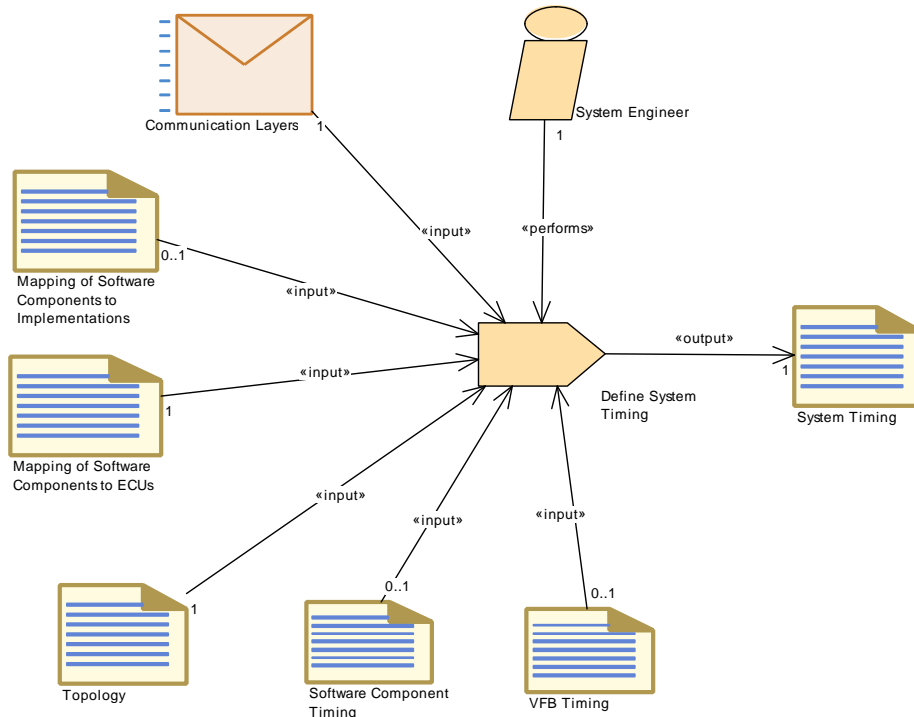 Communication Layers
1
System Engineer
1
«input»
«performs»
0..1
Mapping of Software
Components to
Implementations
«input»
«output»
1
System Timing
Define System
Timing
«input»
1
Mapping of Software
Components to ECUs
«input»
«input»
«input»
1
0..1
0..1
Topology
Software Component
Timing
VFB Timing